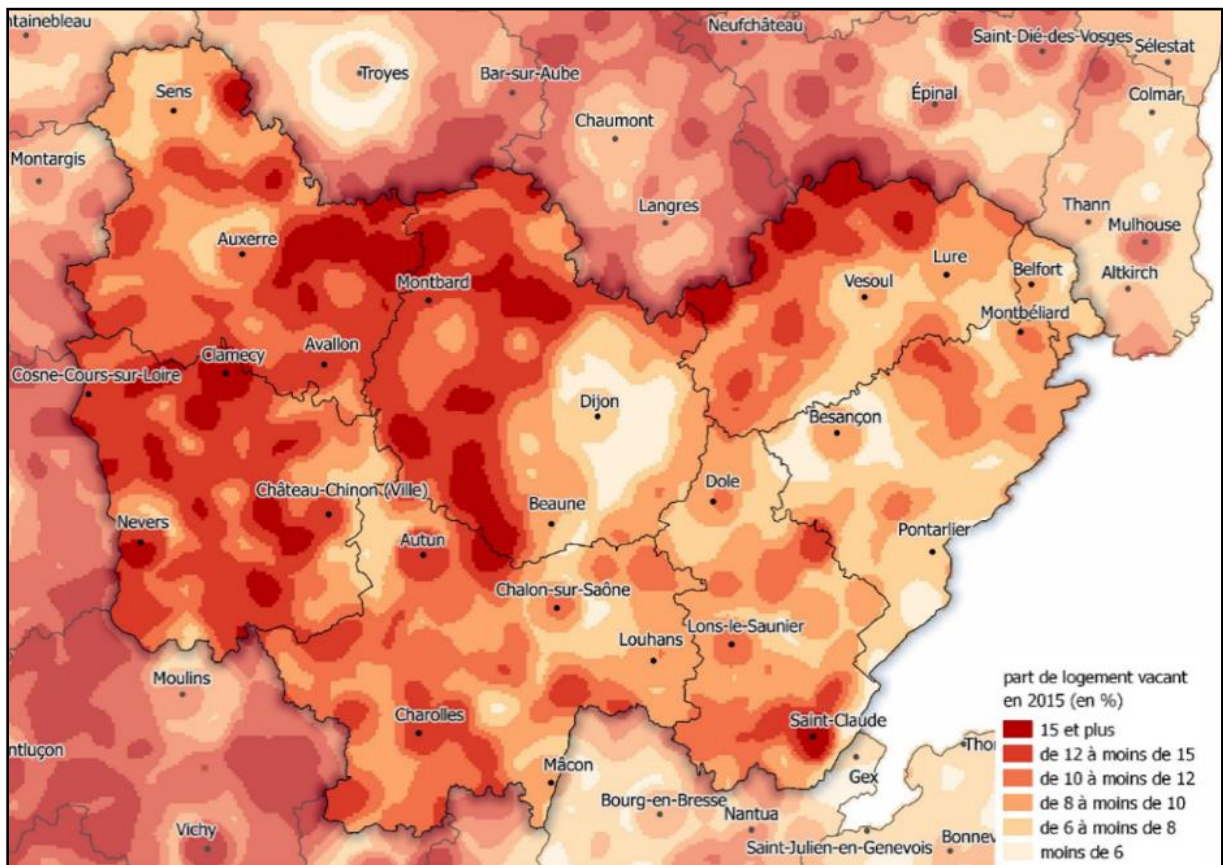 ntainebleau
Neufchâteau
Saint-Dié-des-Vosges
Sélestat
Troyes
Bar-sur-Aube
Sens
Épinal
Colmar
Chaumont
Montargis
Langres
Thann
Mulhouse
Auxerre
Lure
Belfort
Altkirch
Montbard
Vesoul
Montbéliard
Avallon
Clamecy
Cosne-Cours-sur-Loire
Dijon
Besançon
Château-Chinon (Ville)
Dole
Beaune
Nevers
Autun
Pontarlier
Chalon-sur-Saône
Louhans
Lons-le-Saunier
Moulins
part de logement vacant
en 2015 (en %)
15 et plus
de 12 à moins de 15
de 10 à moins de 12
de 8 à moins de 10
de 6 à moins de 8
moins de 6
Charolles
Saint-Claude
ntluçon
Thor
Mâcon
Gex
Bourg-en-Bresse
Nantua
Vichy
Saint-Julien-en-Genevois
Bonnev